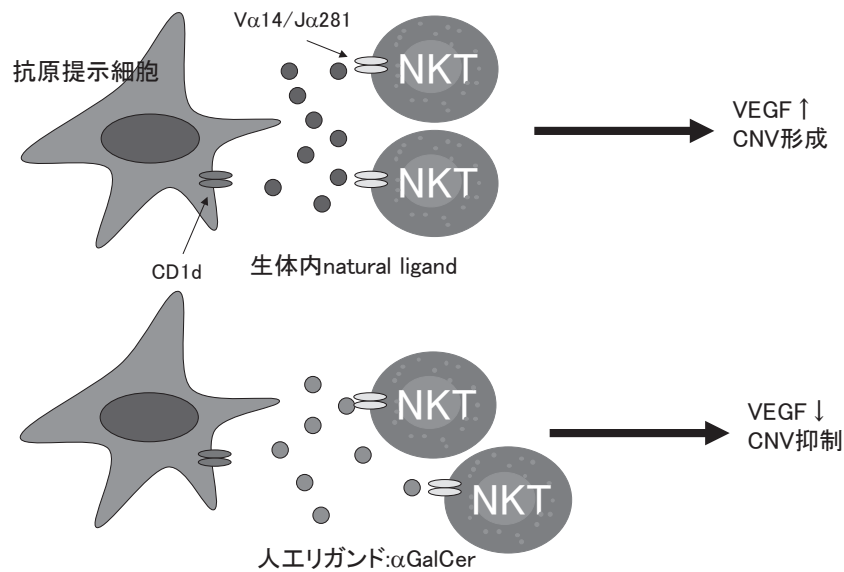 Vα14/Jα281
抗原提示細胞
NKT
VEGF↑
CNV形成
NKT
CD1d
生体内natural ligand
NKT
VEGF↓
CNV抑制
NKT
人工リガンド:αGalCer